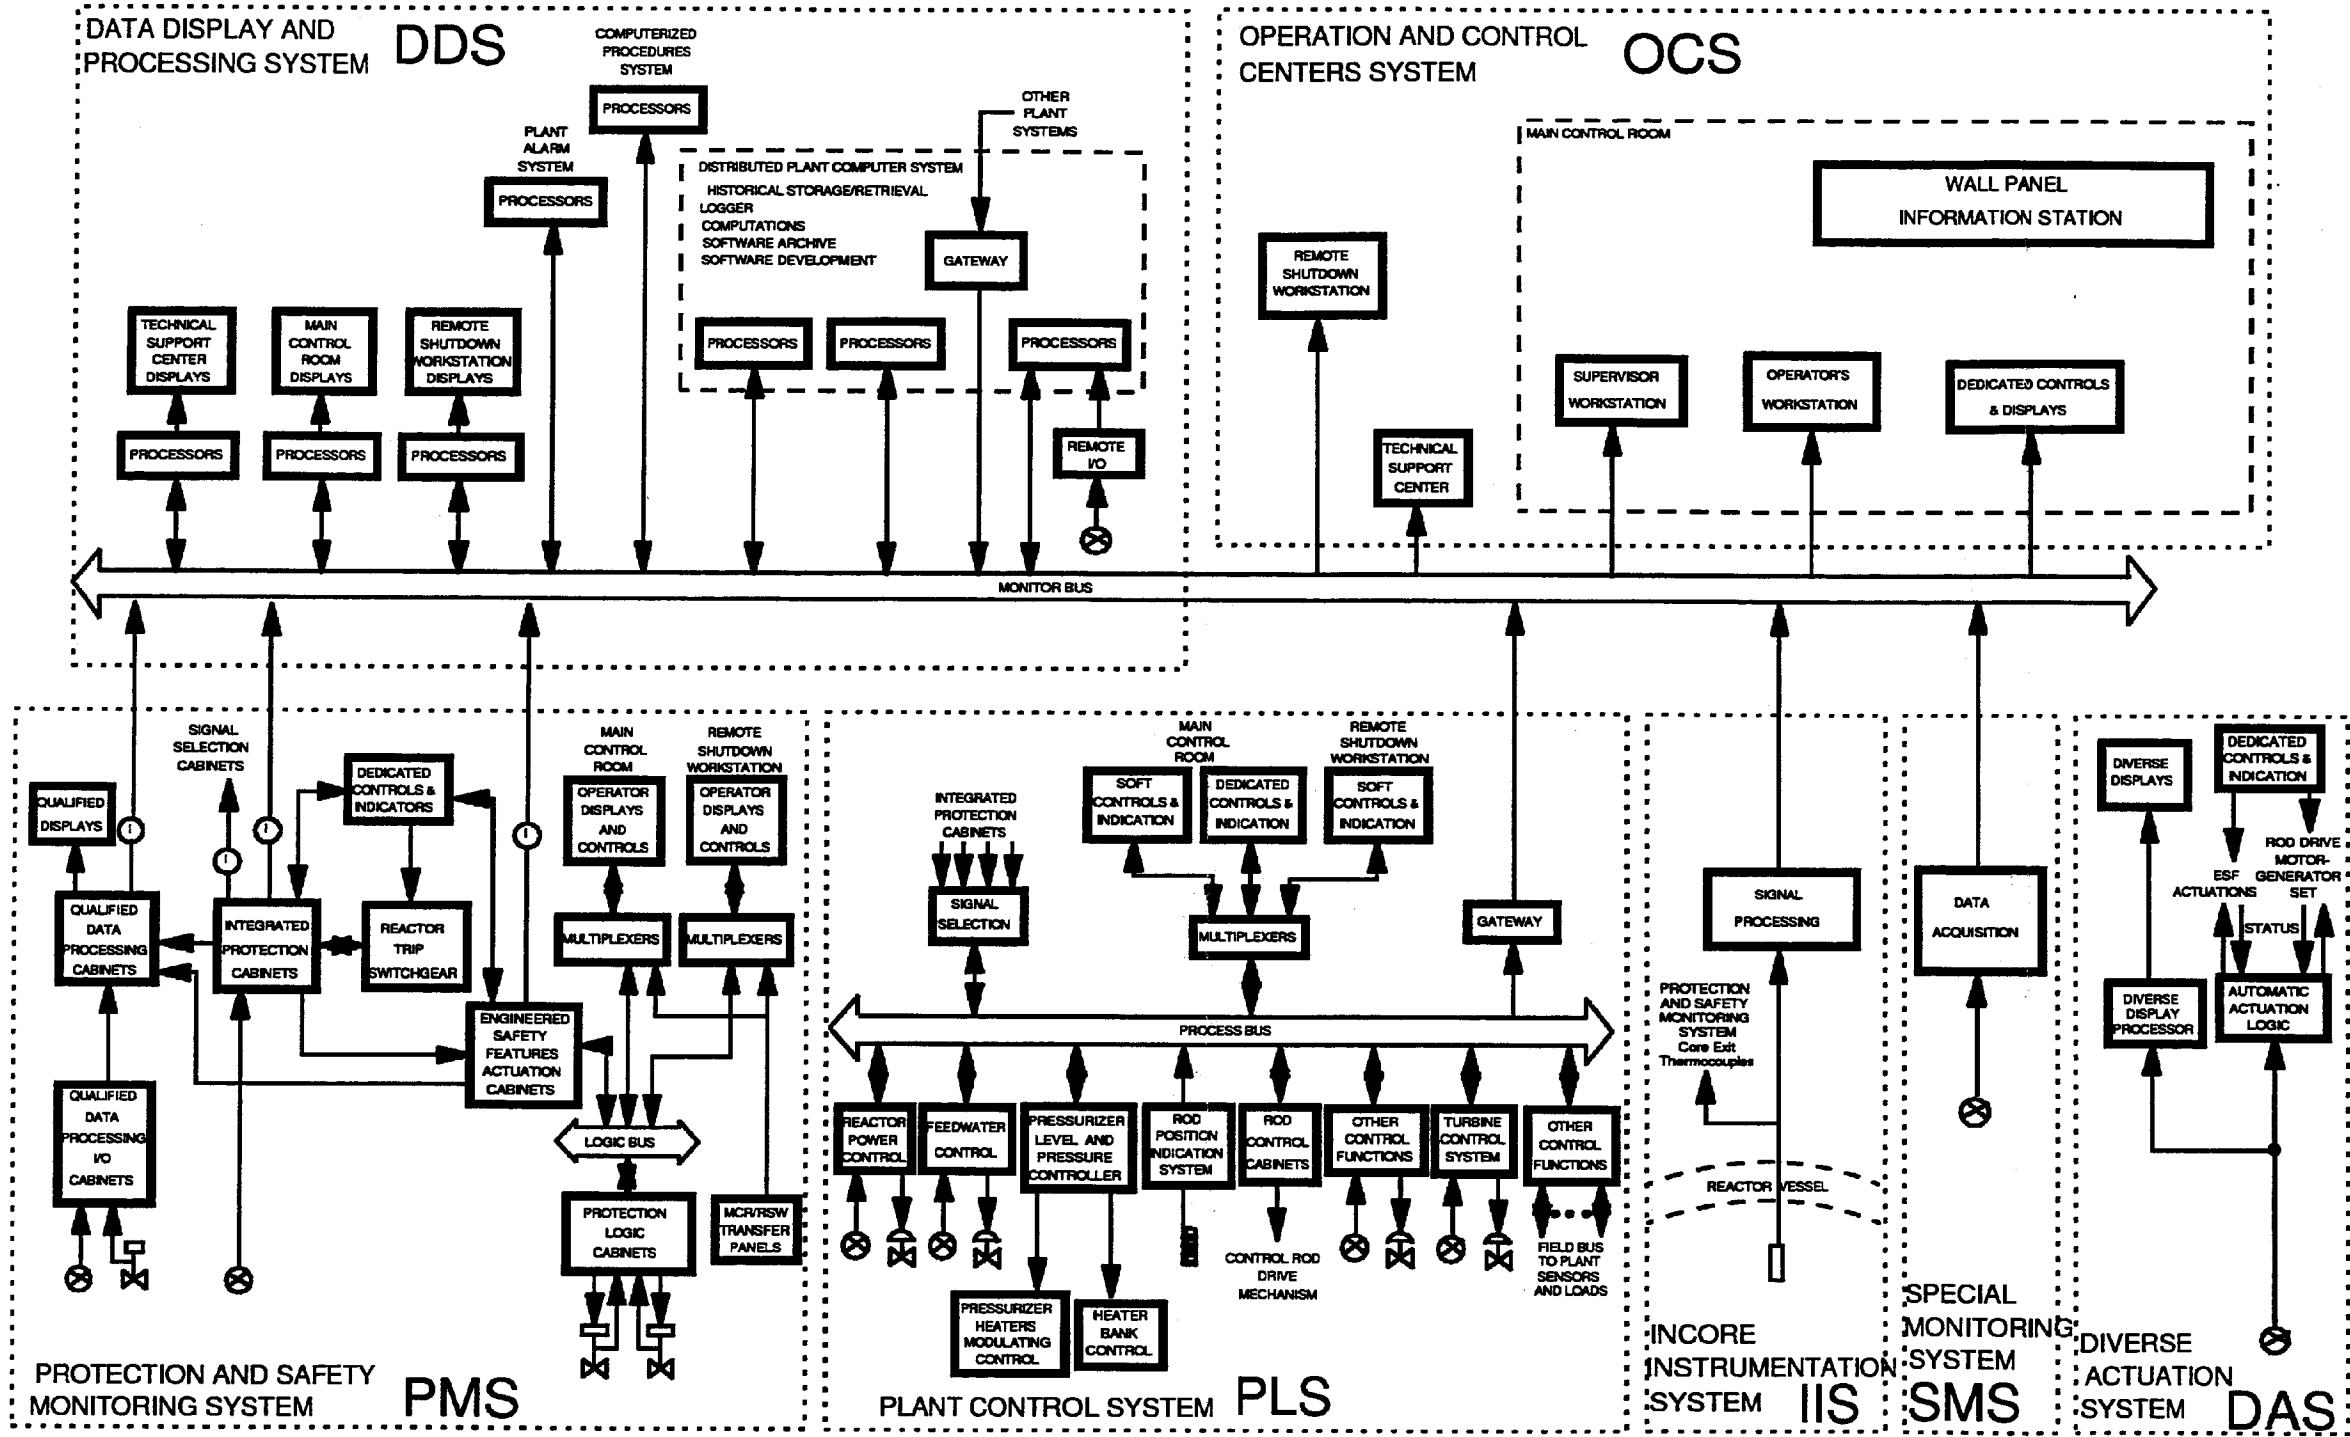 DATA DISPLAY AND
PROCESSING SYSTEM
DDS
COMPUTERIZED
PROCEDURES
SYSTEM
PROCESSORS
PLANT
ALARM
SYSTEM
PROCESSORS
OTHER
PLANT
SYSTEMS
DISTRIBUTED PLANT COMPUTER SYSTEM
HISTORICAL STORAGE/RETRIEVAL
LOGGER
COMPUTATIONS
SOFTWARE ARCHIVE
SOFTWARE DEVELOPMENT
GATEWAY
PROCESSORS
PROCESSORS
PROCESSORS
REMOTE
I/O
TECHNICAL
SUPPORT
CENTER
DISPLAYS
MAIN
CONTROL
ROOM
DISPLAYS
REMOTE
SHUTDOWN
WORKSTATION
DISPLAYS
PROCESSORS
PROCESSORS
PROCESSORS
OPERATION AND CONTROL
CENTERS SYSTEM
OCS
MAIN CONTROL ROOM
WALL PANEL
INFORMATION STATION
REMOTE
SHUTDOWN
WORKSTATION
SUPERVISOR
WORKSTATION
OPERATOR'S
WORKSTATION
DEDICATED CONTROLS
& DISPLAYS
TECHNICAL
SUPPORT
CENTER
MONITOR BUS
SIGNAL
SELECTION
CABINETS
QUALIFIED
DISPLAYS
DEDICATED
CONTROLS &
INDICATORS
MAIN
CONTROL
ROOM
OPERATOR
DISPLAYS
AND
CONTROLS
REMOTE
SHUTDOWN
WORKSTATION
OPERATOR
DISPLAYS
AND
CONTROLS
QUALIFIED
DATA
PROCESSING
CABINETS
INTEGRATED
PROTECTION
CABINETS
REACTOR
TRIP
SWITCHGEAR
MULTIPLEXERS
MULTIPLEXERS
ENGINEERED
SAFETY
FEATURES
ACTUATION
CABINETS
QUALIFIED
DATA
PROCESSING
I/O
CABINETS
LOGIC BUS
PROTECTION
LOGIC
CABINETS
MCR/RSW
TRANSFER
PANELS
PROTECTION AND SAFETY
MONITORING SYSTEM
PMS
INTEGRATED
PROTECTION
CABINETS
SIGNAL
SELECTION
MAIN
CONTROL
ROOM
SOFT
CONTROLS &
INDICATION
DEDICATED
CONTROLS &
INDICATION
REMOTE
SHUTDOWN
WORKSTATION
SOFT
CONTROLS &
INDICATION
MULTIPLEXERS
GATEWAY
PROCESS BUS
REACTOR
POWER
CONTROL
FEEDWATER
CONTROL
PRESSURIZER
LEVEL AND
PRESSURE
CONTROLLER
ROD
POSITION
INDICATION
SYSTEM
ROD
CONTROL
CABINETS
OTHER
CONTROL
FUNCTIONS
TURBINE
CONTROL
SYSTEM
OTHER
CONTROL
FUNCTIONS
CONTROL ROD
DRIVE
MECHANISM
FIELD BUS
TO PLANT
SENSORS
AND LOADS
PRESSURIZER
HEATERS
MODULATING
CONTROL
HEATER
BANK
CONTROL
PLANT CONTROL SYSTEM
PLS
SIGNAL
PROCESSING
PROTECTION
AND SAFETY
MONITORING
SYSTEM
Core Exit
Thermocouples
REACTOR VESSEL
INCORE
INSTRUMENTATION
SYSTEM
IIS
DATA
ACQUISITION
SPECIAL
MONITORING
SYSTEM
SMS
DIVERSE
DISPLAYS
DEDICATED
CONTROLS &
INDICATION
ESF
ACTUATIONS
ROD DRIVE
MOTOR-
GENERATOR
SET
STATUS
DIVERSE
DISPLAY
PROCESSOR
AUTOMATIC
ACTUATION
LOGIC
DIVERSE
ACTUATION
SYSTEM
DAS